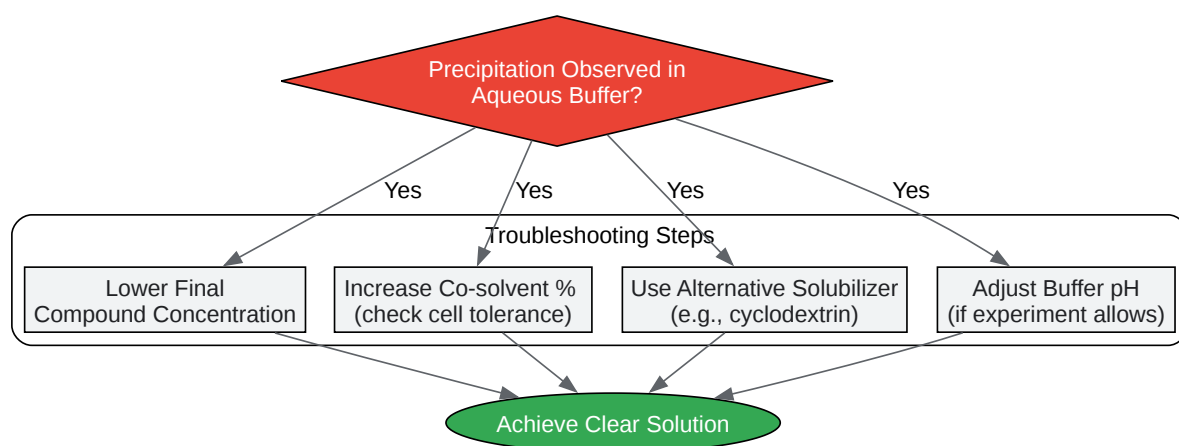 Precipitation Observed in
Aqueous Buffer?
Yes
Yes
Yes
Yes
Troubleshooting Steps
Lower Final
Compound Concentration
Increase Co-solvent %
(check cell tolerance)
Use Alternative Solubilizer
(e.g., cyclodextrin)
Adjust Buffer pH
(if experiment allows)
Achieve Clear Solution